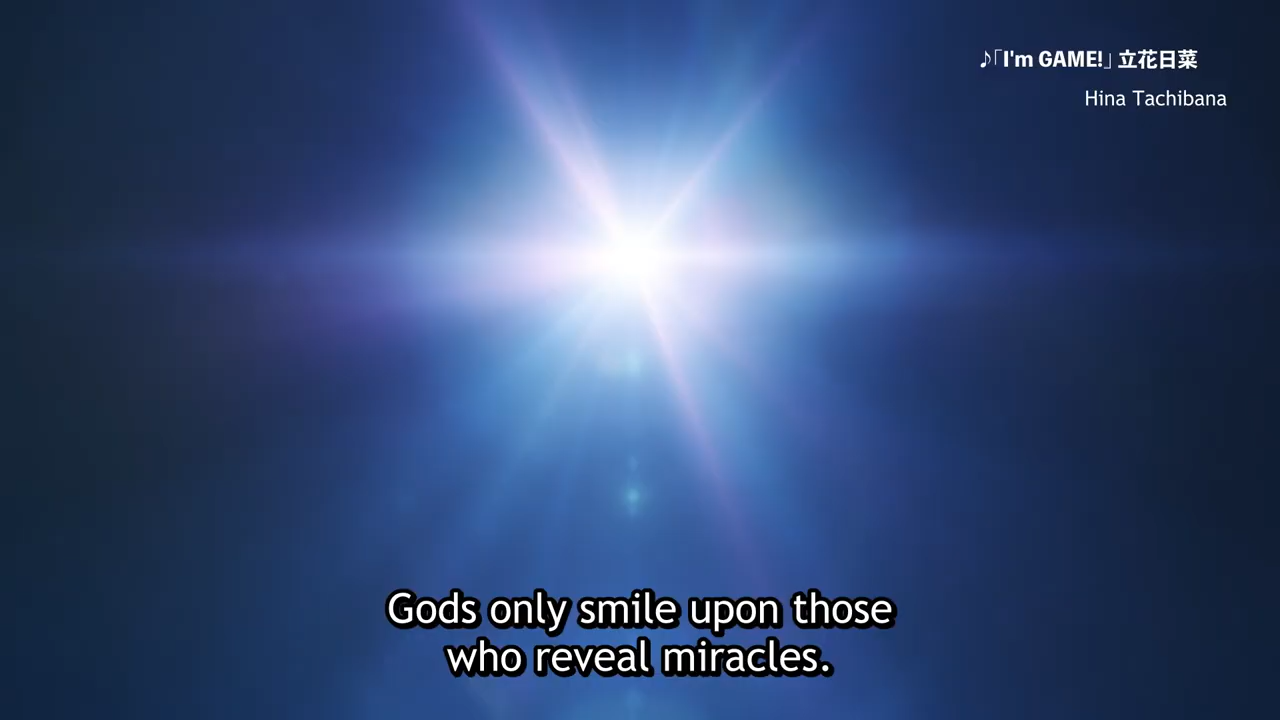 ♪「I'm GAME!」 立花日菜
Hina Tachibana
Gods only smile upon those
who reveal miracles.